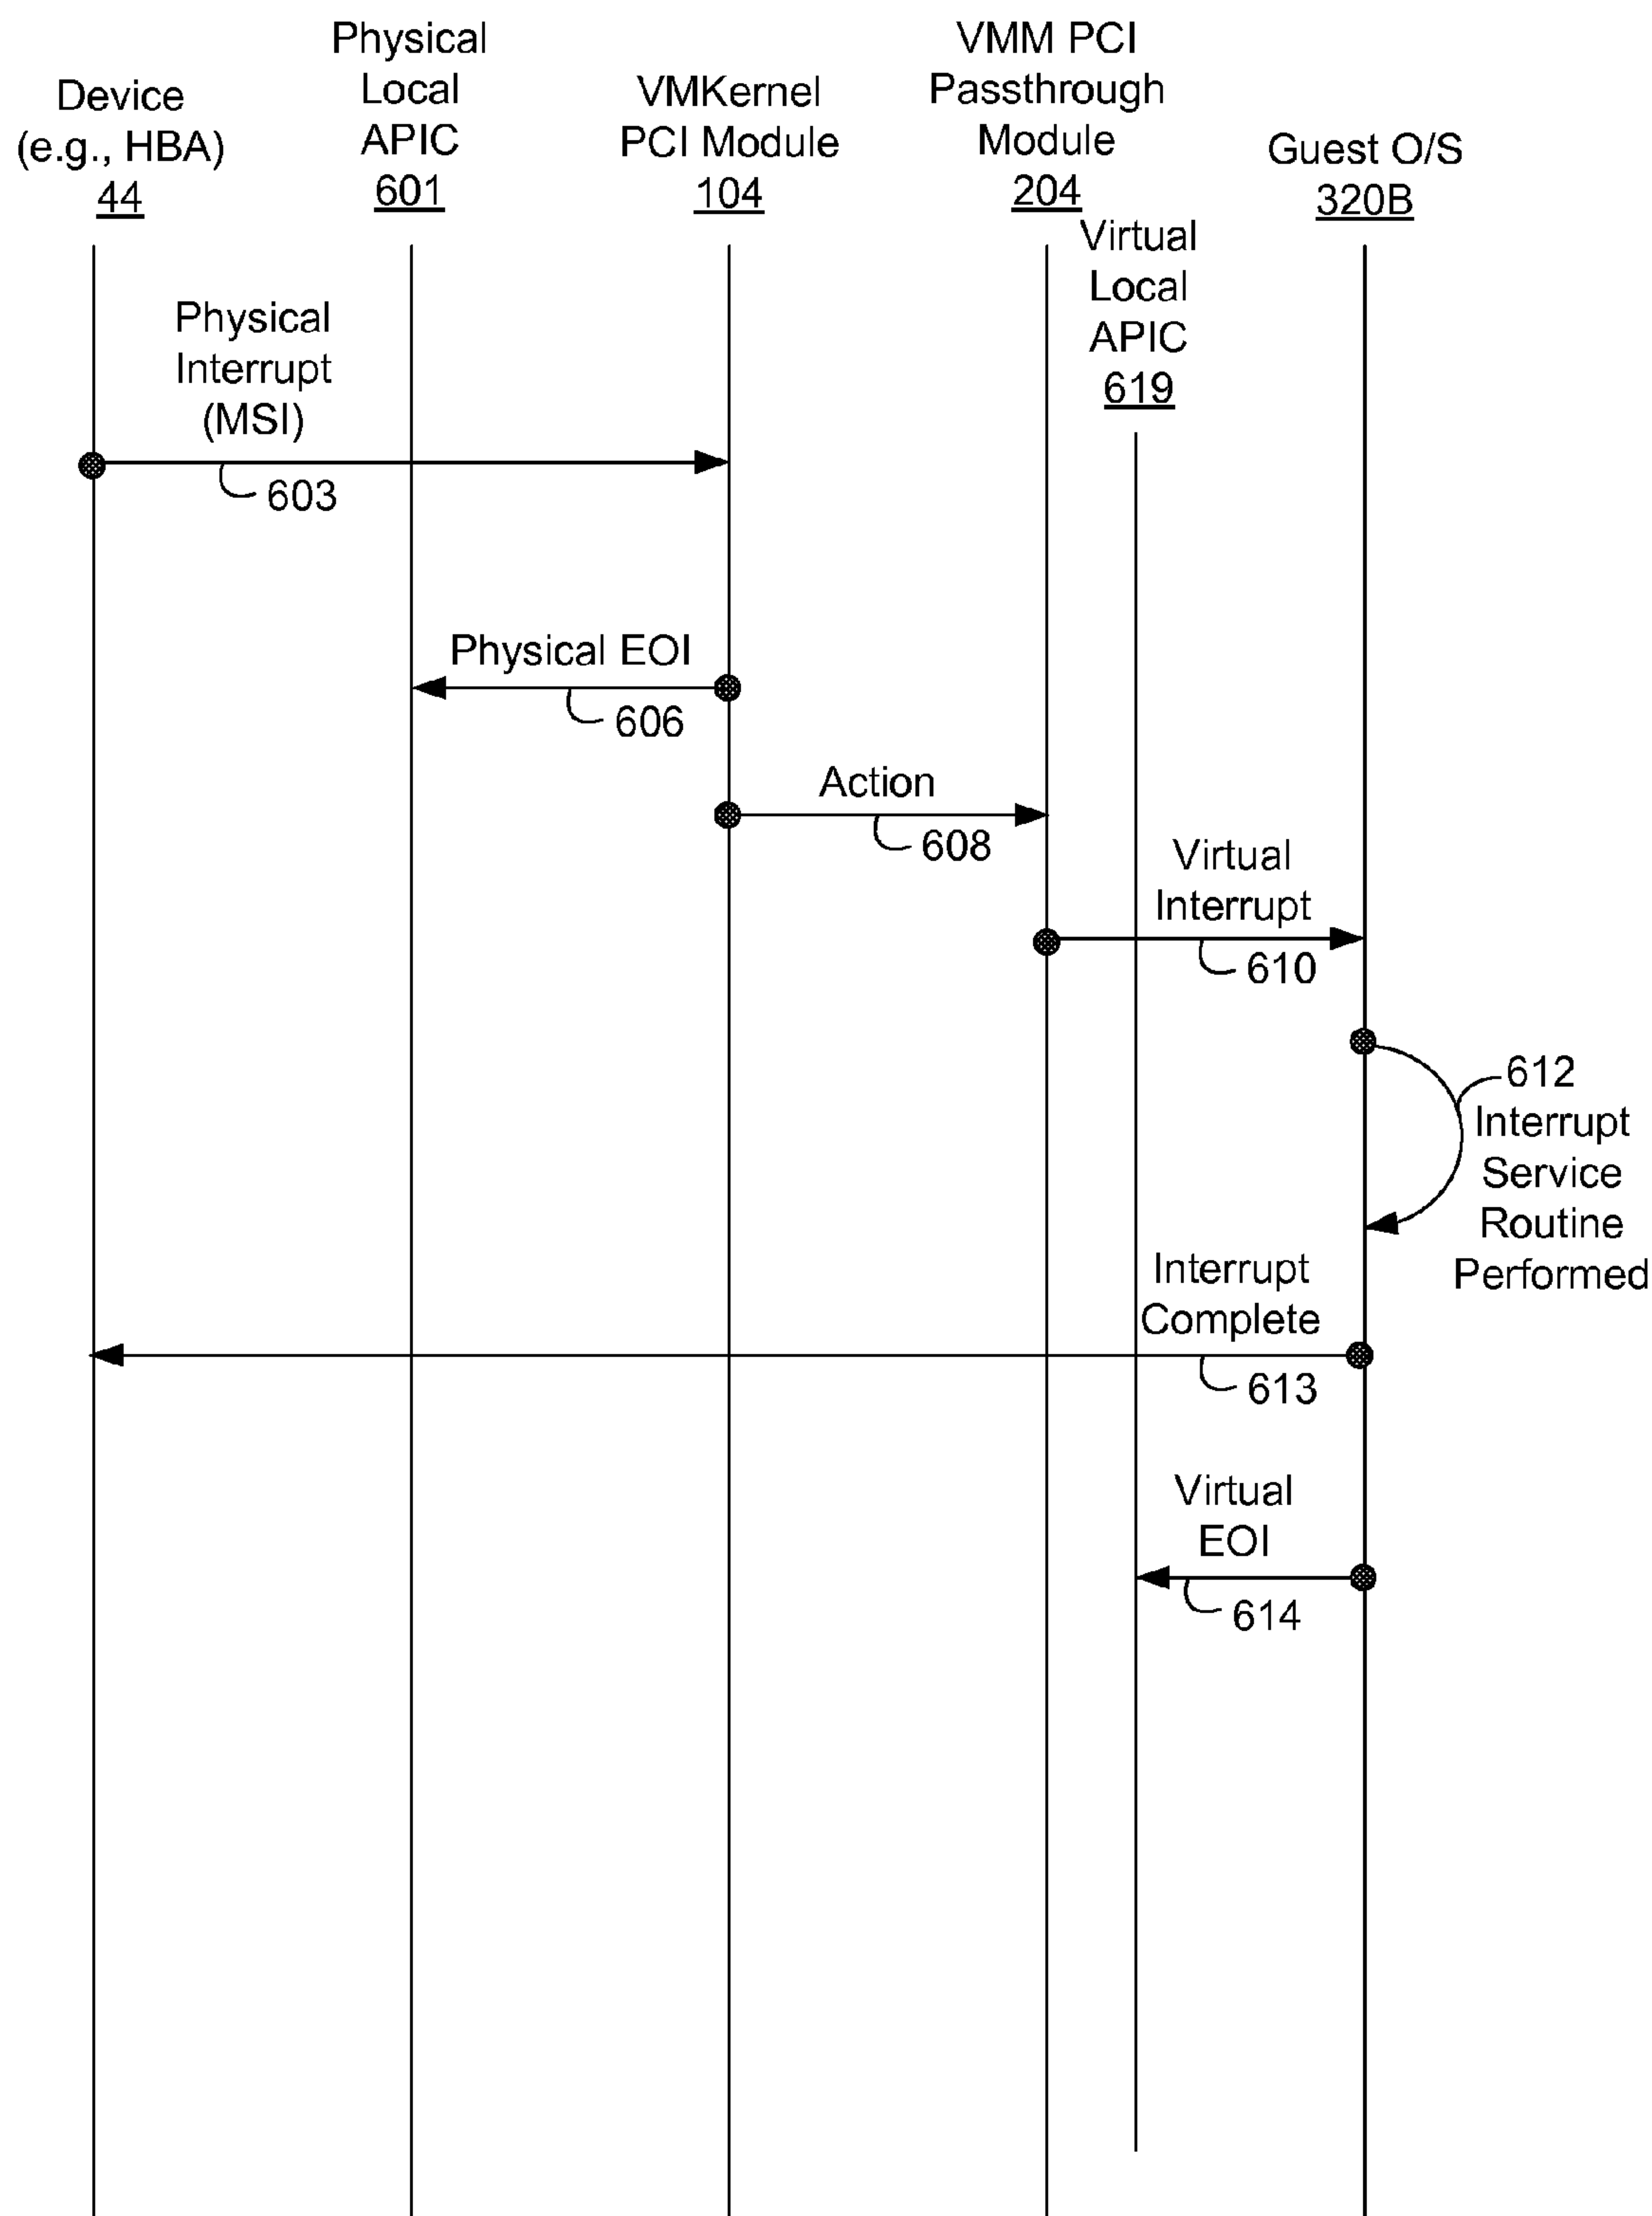 Device
(e.g., HBA)
44
Physical
Local
APIC
601
VMKernel
PCI Module
104
VMM PCI
Passthrough
Module
204
Virtual
Local
APIC
619
Guest O/S
320B
Physical
Interrupt
(MSI)
603
Physical EOI
606
Action
608
Virtual
Interrupt
610
612
Interrupt
Service
Routine
Performed
Interrupt
Complete
613
Virtual
EOI
614